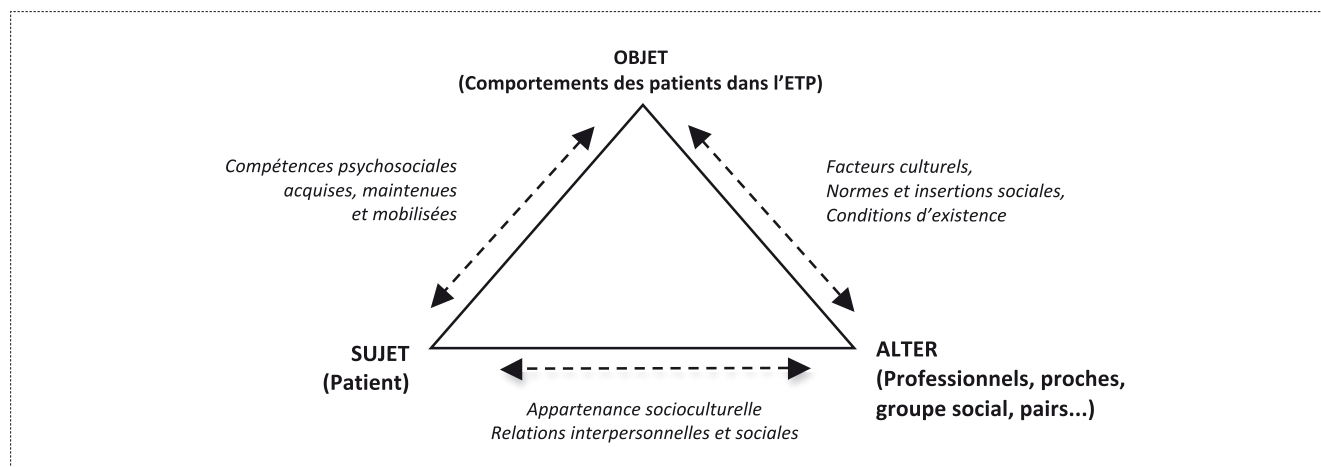 OBJET
(Comportements des patients dans l’ETP)
Compétences psychosociales
acquises, maintenues
et mobilisées
Facteurs culturels,
Normes et insertions sociales,
Conditions d’existence
SUJET
(Patient)
ALTER
(Professionnels, proches,
groupe social, pairs...)
Appartenance socioculturelle
Relations interpersonnelles et sociales